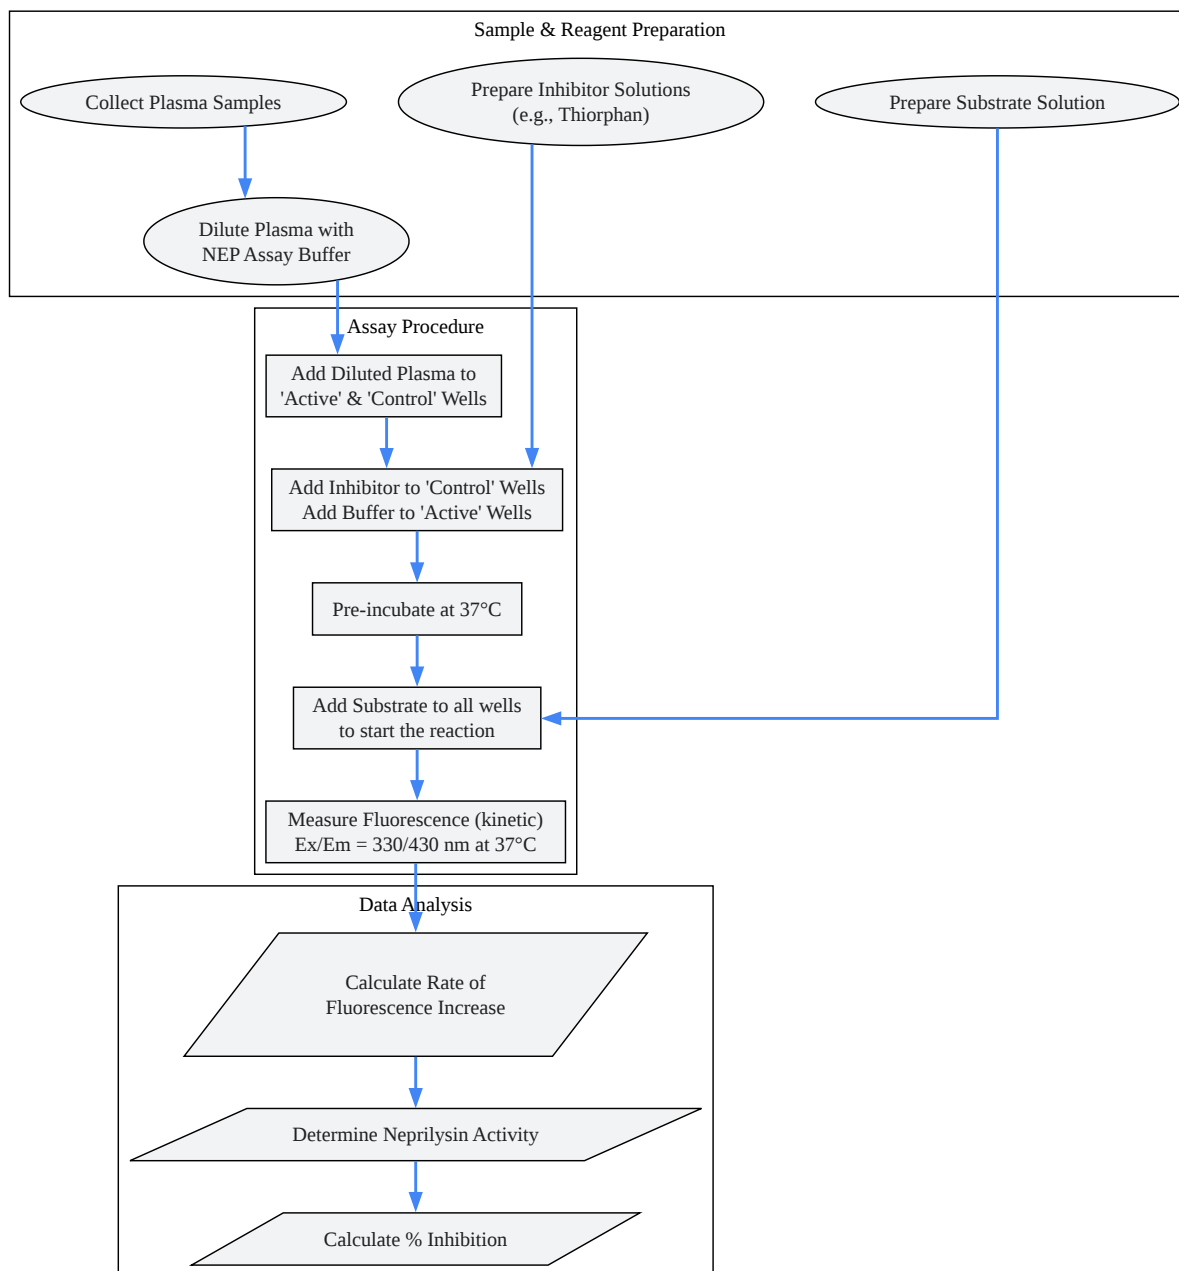 Sample & Reagent Preparation
Collect Plasma Samples
Prepare Inhibitor Solutions
(e.g., Thiorphan)
Prepare Substrate Solution
Dilute Plasma with
NEP Assay Buffer
Assay Procedure
Add Diluted Plasma to
'Active' & 'Control' Wells
Add Inhibitor to 'Control' Wells
Add Buffer to 'Active' Wells
Pre-incubate at 37°C
Add Substrate to all wells
to start the reaction
Measure Fluorescence (kinetic)
Ex/Em = 330/430 nm at 37°C
Data Analysis
Calculate Rate of
Fluorescence Increase
Determine Neprilysin Activity
Calculate % Inhibition